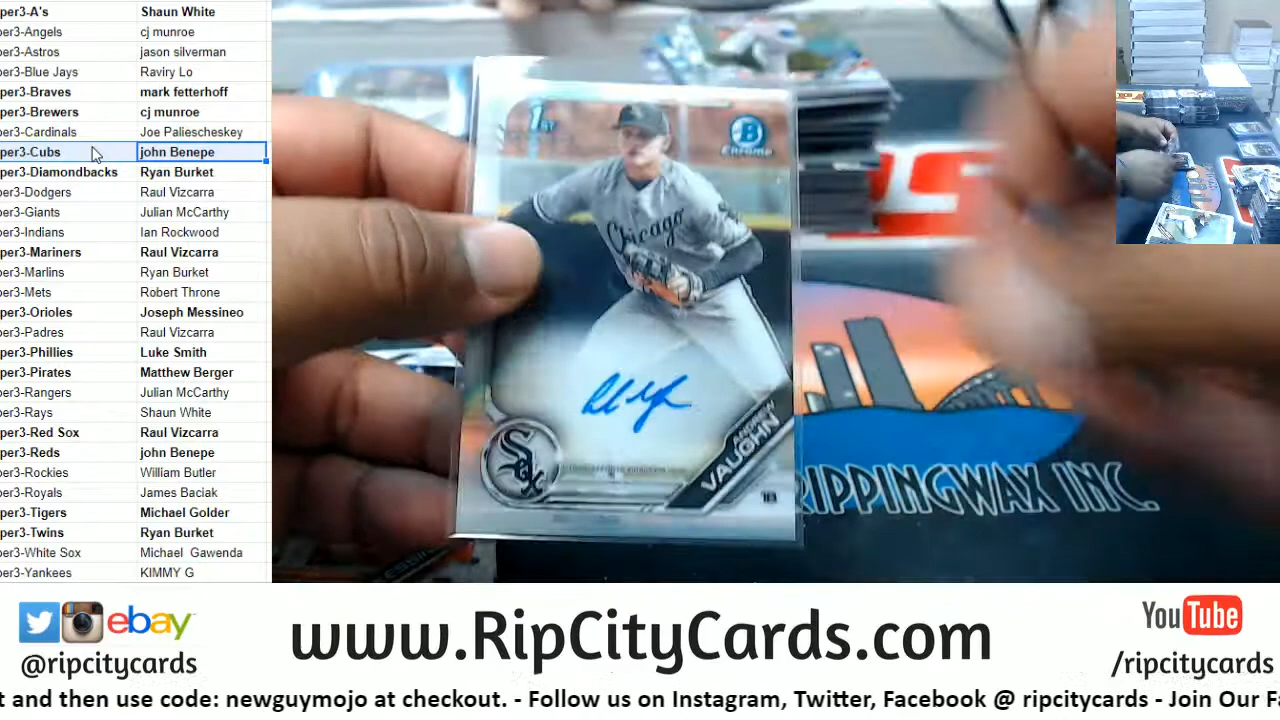 per3-A's Shaun White
per3-Angels cj munroe
per3-Astros jason silverman
per3-Blue Jays Raviry Lo
per3-Braves mark fetterhoff
per3-Brewers cj munroe
per3-Cardinals Joe Paliescheskey
per3-Cubs john Benepe
per3-Diamondbacks Ryan Burket
per3-Dodgers Raul Vizcarra
per3-Giants Julian McCarthy
per3-Indians Ian Rockwood
per3-Mariners Raul Vizcarra
per3-Marlins Ryan Burket
per3-Mets Robert Throne
per3-Orioles Joseph Messineo
per3-Padres Raul Vizcarra
per3-Phillies Luke Smith
per3-Pirates Matthew Berger
per3-Rangers Julian McCarthy
per3-Rays Shaun White
per3-Red Sox Raul Vizcarra
per3-Reds john Benepe
per3-Rockies William Butler
per3-Royals James Baciak
per3-Tigers Michael Golder
per3-Twins Ryan Burket
per3-White Sox Michael Gawenda
per3-Yankees KIMMY G
1ST
B
Chrome
Chicago
Sox
ANDREW
VAUGHN
1B
RIPPINGWAX INC.
ebay
@ripcitycards
www.RipCityCards.com
YouTube
/ripcitycards
t and then use code: newguymojo at checkout. - Follow us on Instagram, Twitter, Facebook @ ripcitycards - Join Our Fa